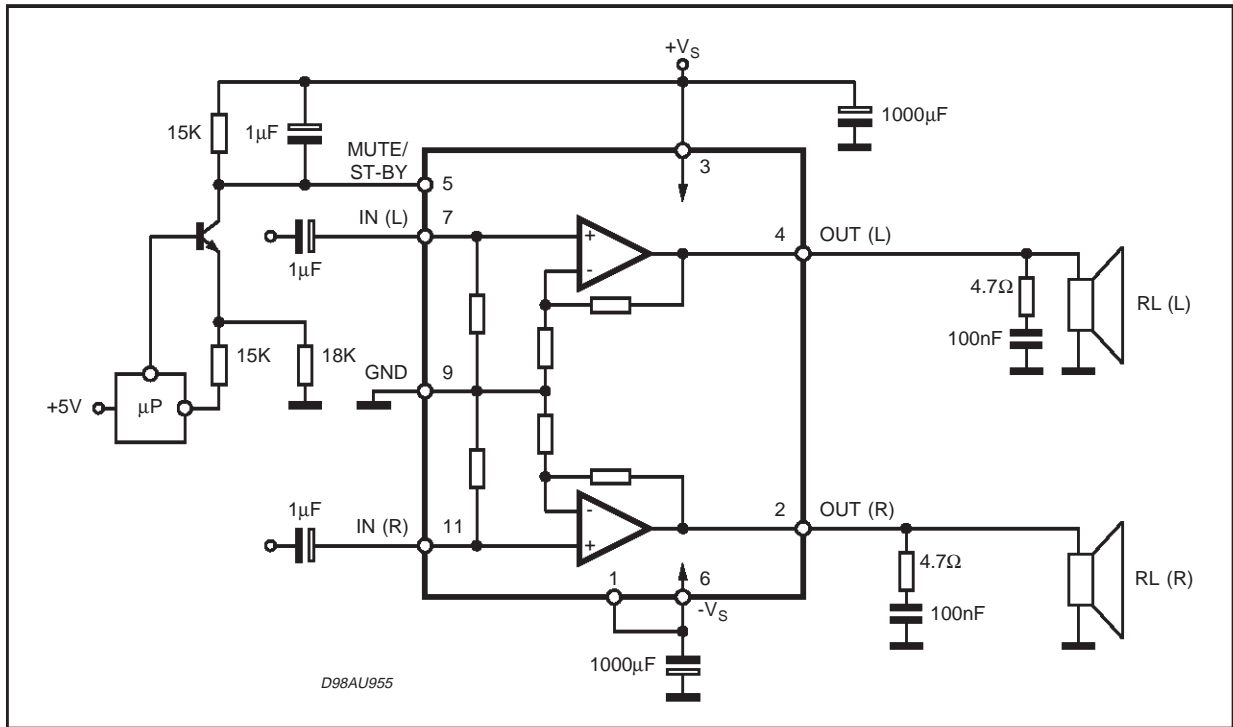 +VS
15K
1µF
1000µF
MUTE/
ST-BY
5
3
IN (L)
7
1µF
+
-
4
OUT (L)
4.7Ω
100nF
RL (L)
15K
18K
GND
9
+5V
µP
1µF
IN (R)
11
-
+
2
OUT (R)
4.7Ω
100nF
RL (R)
1
6
-VS
1000µF
D98AU955